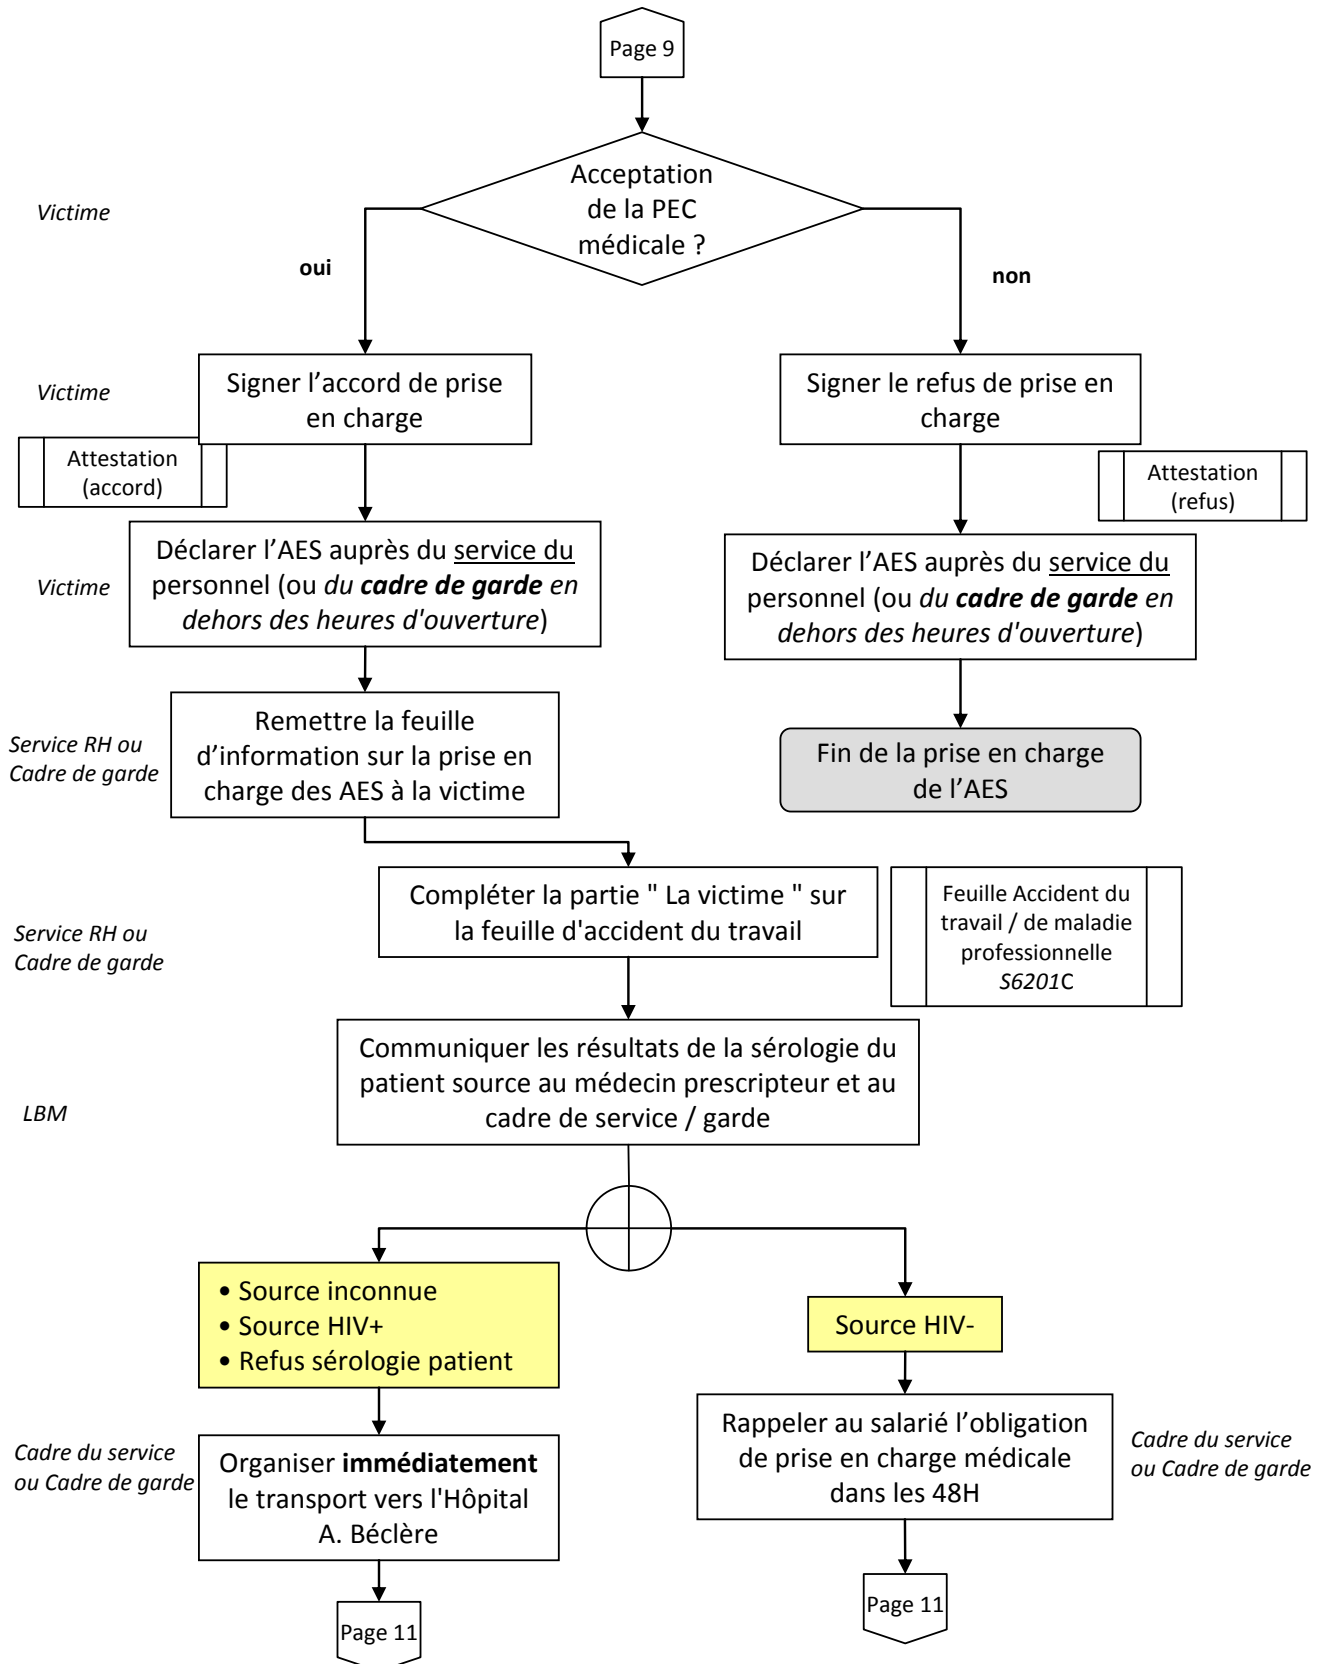 Page 9
Victime
Acceptation
de la PEC
médicale ?
oui
non
Victime
Signer l’accord de prise
en charge
Signer le refus de prise en
charge
Attestation
(accord)
Attestation
(refus)
Victime
Déclarer l’AES auprès du service du
personnel (ou du cadre de garde en
dehors des heures d'ouverture)
Déclarer l’AES auprès du service du
personnel (ou du cadre de garde en
dehors des heures d'ouverture)
Service RH ou
Cadre de garde
Remettre la feuille
d’information sur la prise en
charge des AES à la victime
Fin de la prise en charge
de l’AES
Service RH ou
Cadre de garde
Compléter la partie " La victime " sur
la feuille d'accident du travail
Feuille Accident du
travail / de maladie
professionnelle
S6201C
LBM
Communiquer les résultats de la sérologie du
patient source au médecin prescripteur et au
cadre de service / garde
• Source inconnue
• Source HIV+
• Refus sérologie patient
Source HIV-
Cadre du service
ou Cadre de garde
Organiser immédiatement
le transport vers l'Hôpital
A. Béclère
Rappeler au salarié l’obligation
de prise en charge médicale
dans les 48H
Cadre du service
ou Cadre de garde
Page 11
Page 11